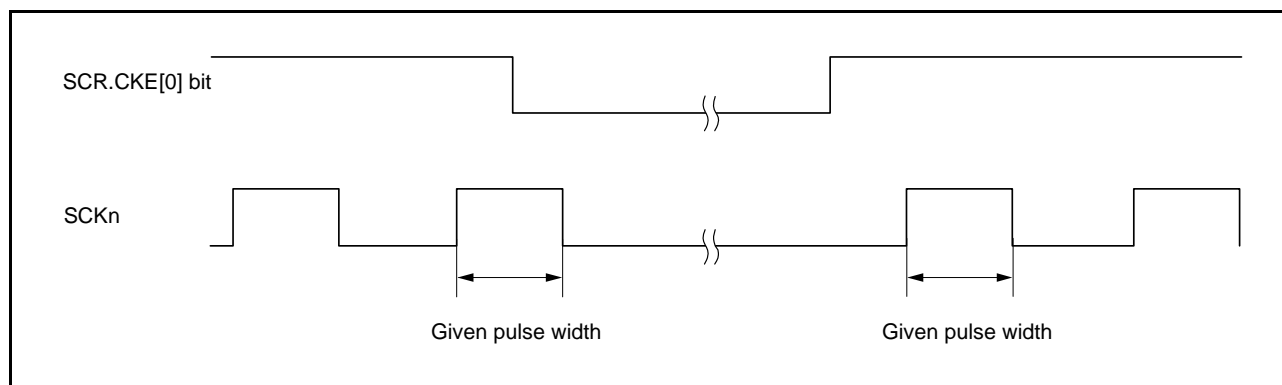 SCR.CKE[0] bit
SCKn
Given pulse width
Given pulse width